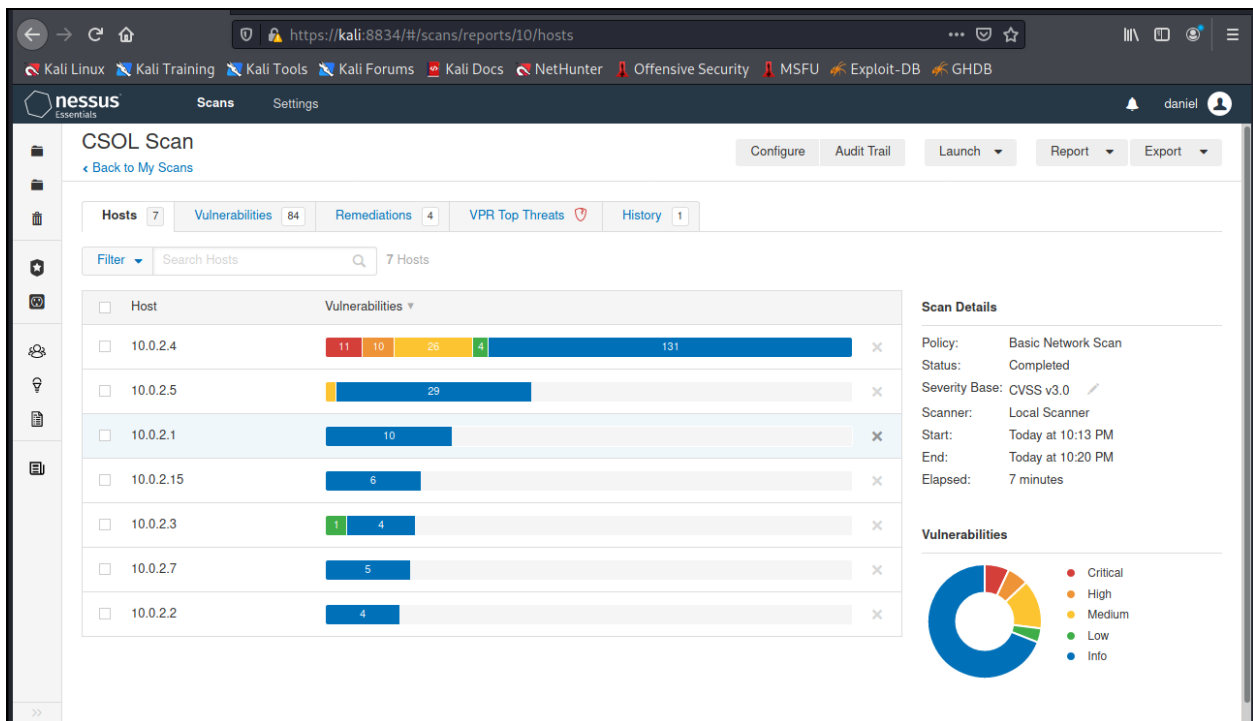 https://kali:8834/#/scans/reports/10/hosts
Kali Linux Kali Training Kali Tools Kali Forums Kali Docs NetHunter Offensive Security MSFU Exploit-DB GHDB
nessus Essentials Scans Settings daniel
CSOL Scan
Back to My Scans
Configure Audit Trail Launch Report Export
Hosts 7 Vulnerabilities 84 Remediations 4 VPR Top Threats History 1
Filter Search Hosts 7 Hosts
Host Vulnerabilities
10.0.2.4 11 10 26 4 131
10.0.2.5 29
10.0.2.1 10
10.0.2.15 6
10.0.2.3 1 4
10.0.2.7 5
10.0.2.2 4
Scan Details
Policy: Basic Network Scan
Status: Completed
Severity Base: CVSS v3.0
Scanner: Local Scanner
Start: Today at 10:13 PM
End: Today at 10:20 PM
Elapsed: 7 minutes
Vulnerabilities
Critical
High
Medium
Low
Info